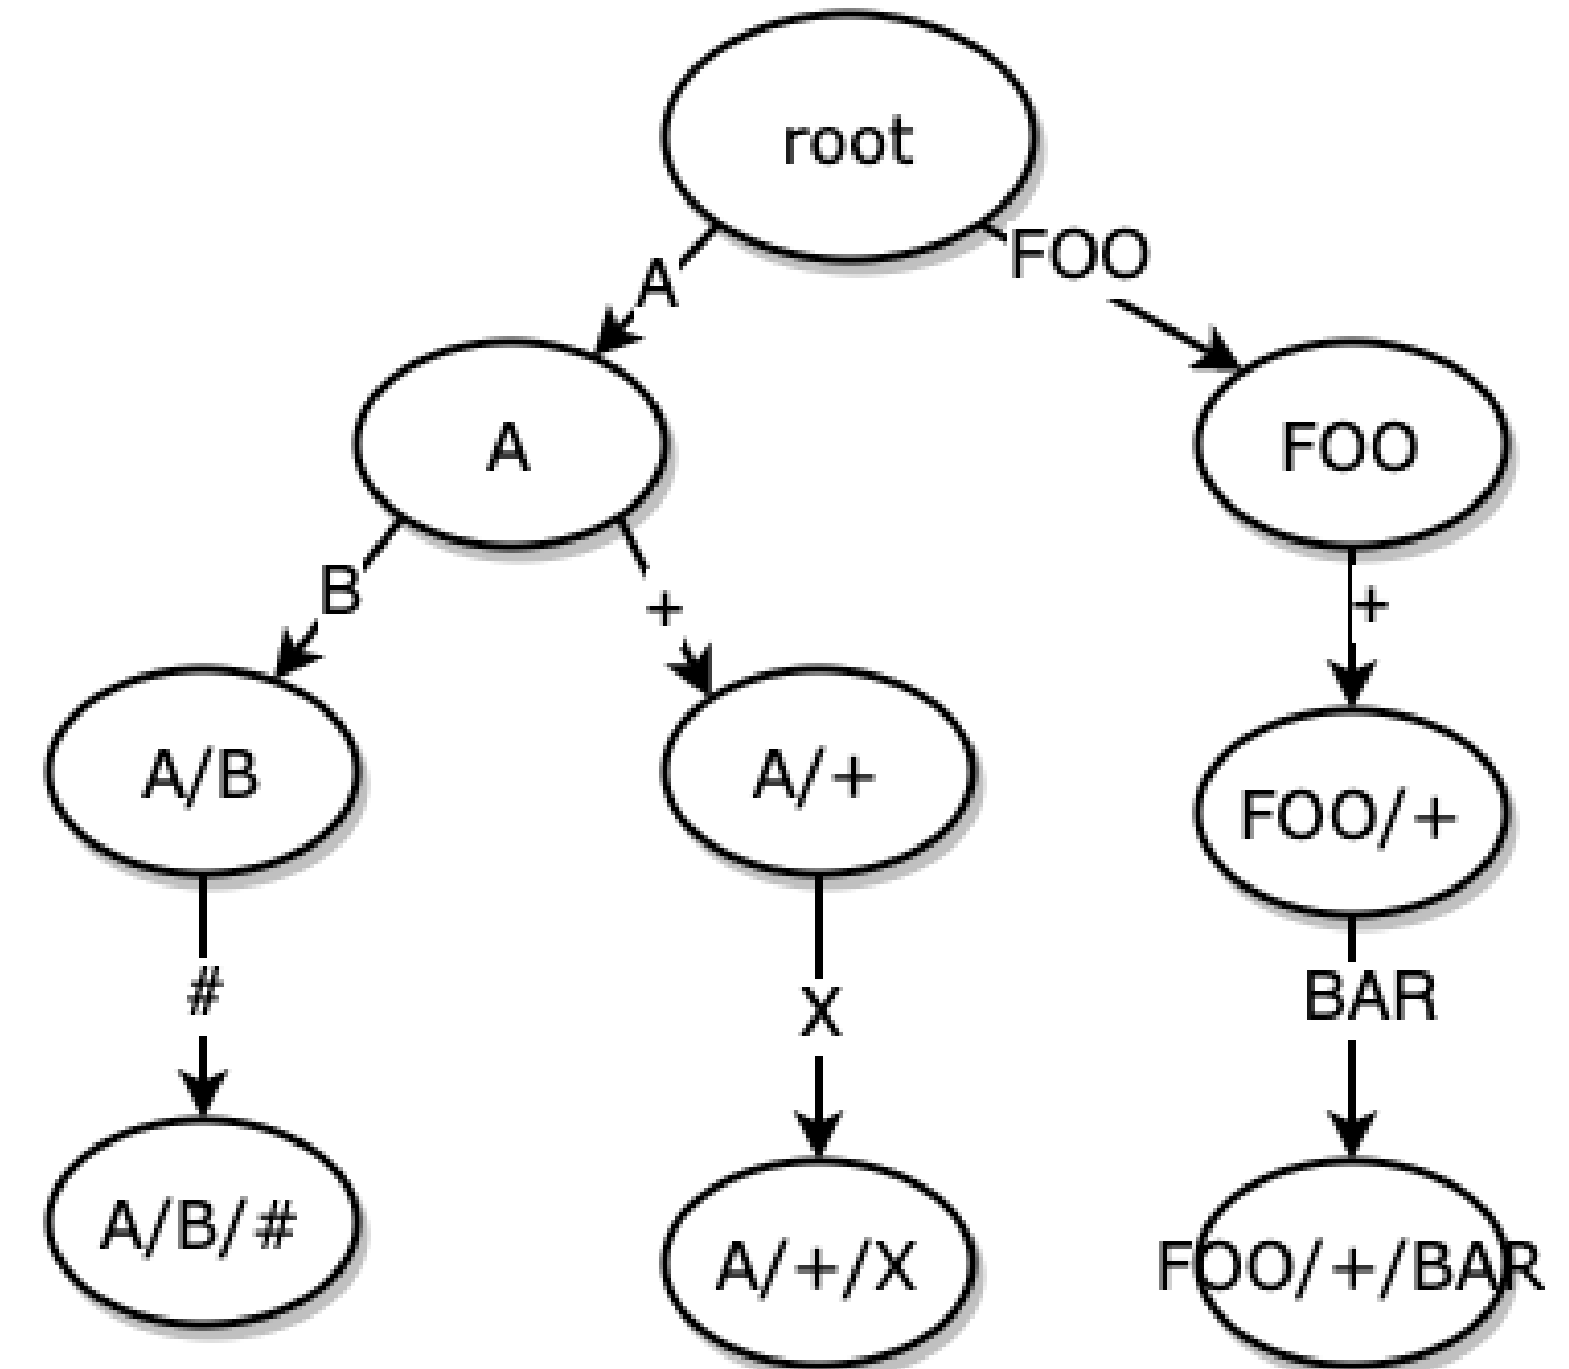 root
A
FOO
A
FOO
B
+
+
A/B
A/+
FOO/+
#
X
BAR
A/B/#
A/+/X
FOO/+/BAR